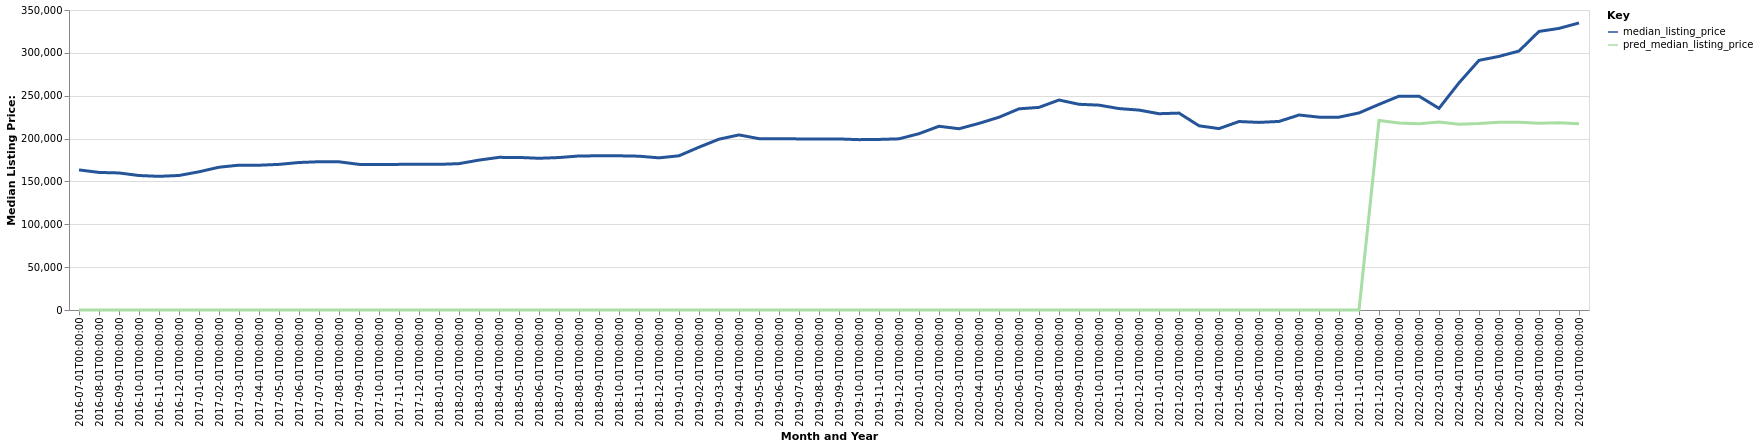 350,000
300,000
250,000
200,000
150,000
100,000
50,000
0
Median Listing Price:
2016-07-01T00:00:00
2016-08-01T00:00:00
2016-09-01T00:00:00
2016-10-01T00:00:00
2016-11-01T00:00:00
2016-12-01T00:00:00
2017-01-01T00:00:00
2017-02-01T00:00:00
2017-03-01T00:00:00
2017-04-01T00:00:00
2017-05-01T00:00:00
2017-06-01T00:00:00
2017-07-01T00:00:00
2017-08-01T00:00:00
2017-09-01T00:00:00
2017-10-01T00:00:00
2017-11-01T00:00:00
2017-12-01T00:00:00
2018-01-01T00:00:00
2018-02-01T00:00:00
2018-03-01T00:00:00
2018-04-01T00:00:00
2018-05-01T00:00:00
2018-06-01T00:00:00
2018-07-01T00:00:00
2018-08-01T00:00:00
2018-09-01T00:00:00
2018-10-01T00:00:00
2018-11-01T00:00:00
2018-12-01T00:00:00
2019-01-01T00:00:00
2019-02-01T00:00:00
2019-03-01T00:00:00
2019-04-01T00:00:00
2019-05-01T00:00:00
2019-06-01T00:00:00
2019-07-01T00:00:00
2019-08-01T00:00:00
2019-09-01T00:00:00
2019-10-01T00:00:00
2019-11-01T00:00:00
2019-12-01T00:00:00
2020-01-01T00:00:00
2020-02-01T00:00:00
2020-03-01T00:00:00
2020-04-01T00:00:00
2020-05-01T00:00:00
2020-06-01T00:00:00
2020-07-01T00:00:00
2020-08-01T00:00:00
2020-09-01T00:00:00
2020-10-01T00:00:00
2020-11-01T00:00:00
2020-12-01T00:00:00
2021-01-01T00:00:00
2021-02-01T00:00:00
2021-03-01T00:00:00
2021-04-01T00:00:00
2021-05-01T00:00:00
2021-06-01T00:00:00
2021-07-01T00:00:00
2021-08-01T00:00:00
2021-09-01T00:00:00
2021-10-01T00:00:00
2021-11-01T00:00:00
2021-12-01T00:00:00
2022-01-01T00:00:00
2022-02-01T00:00:00
2022-03-01T00:00:00
2022-04-01T00:00:00
2022-05-01T00:00:00
2022-06-01T00:00:00
2022-07-01T00:00:00
2022-08-01T00:00:00
2022-09-01T00:00:00
2022-10-01T00:00:00
Month and Year
Key
median_listing_price
pred_median_listing_price